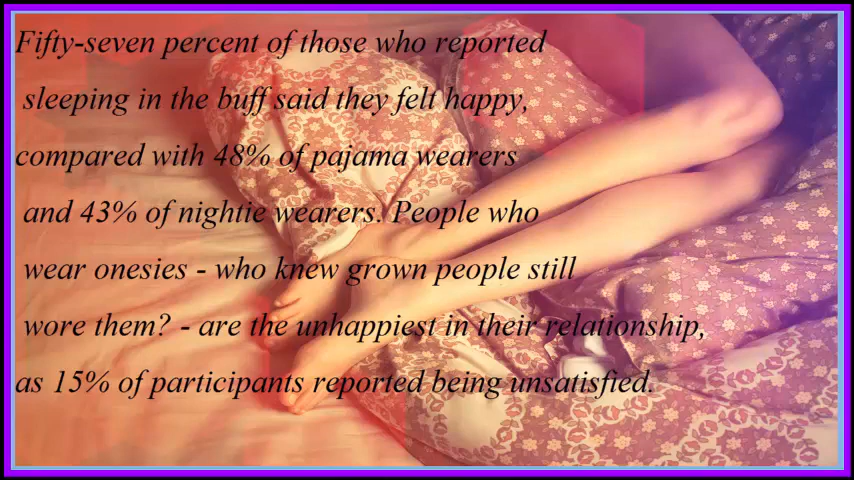 Fifty-seven percent of those who reported
sleeping in the buff said they felt happy,
compared with 48% of pajama wearers
and 43% of nightie wearers. People who
wear onesies - who knew grown people still
wore them? - are the unhappiest in their relationship,
as 15% of participants reported being unsatisfied.